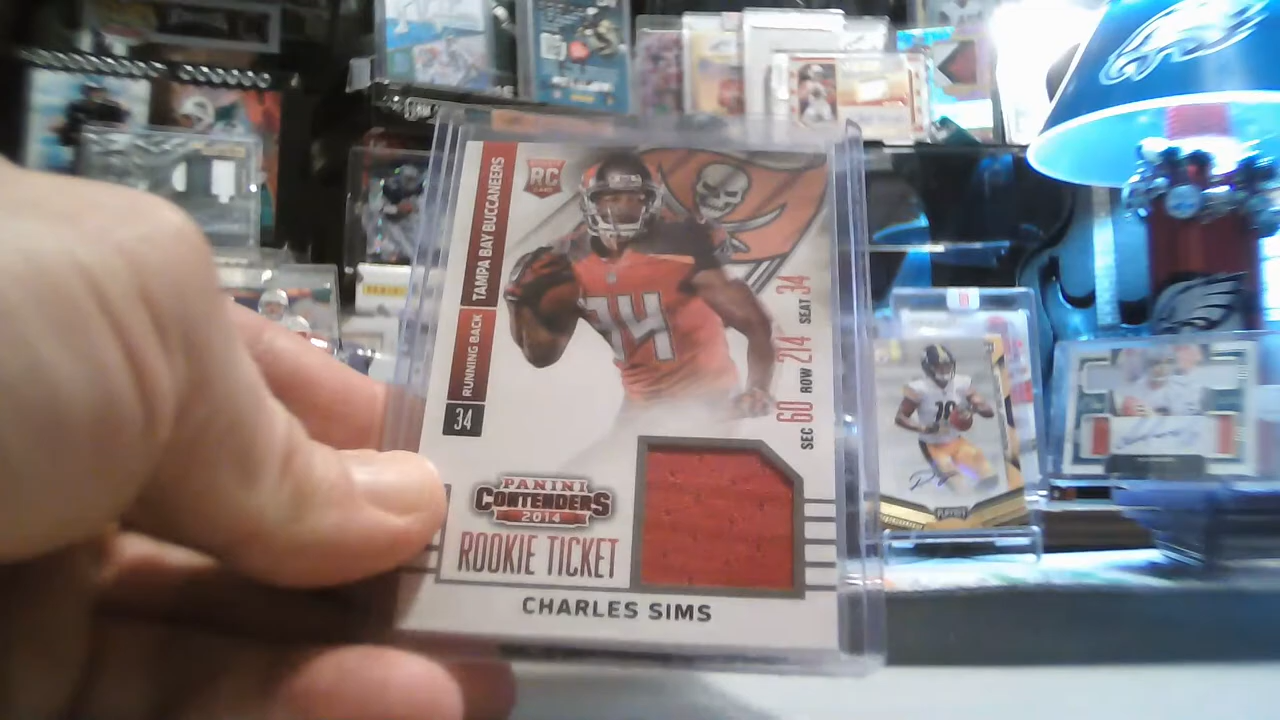 RC
TAMPA BAY BUCCANEERS
RUNNING BACK
34
34
SEC 60 ROW 214 SEAT 34
PANINI
CONTENDERS
2014
ROOKIE TICKET
CHARLES SIMS
PLAYOFF